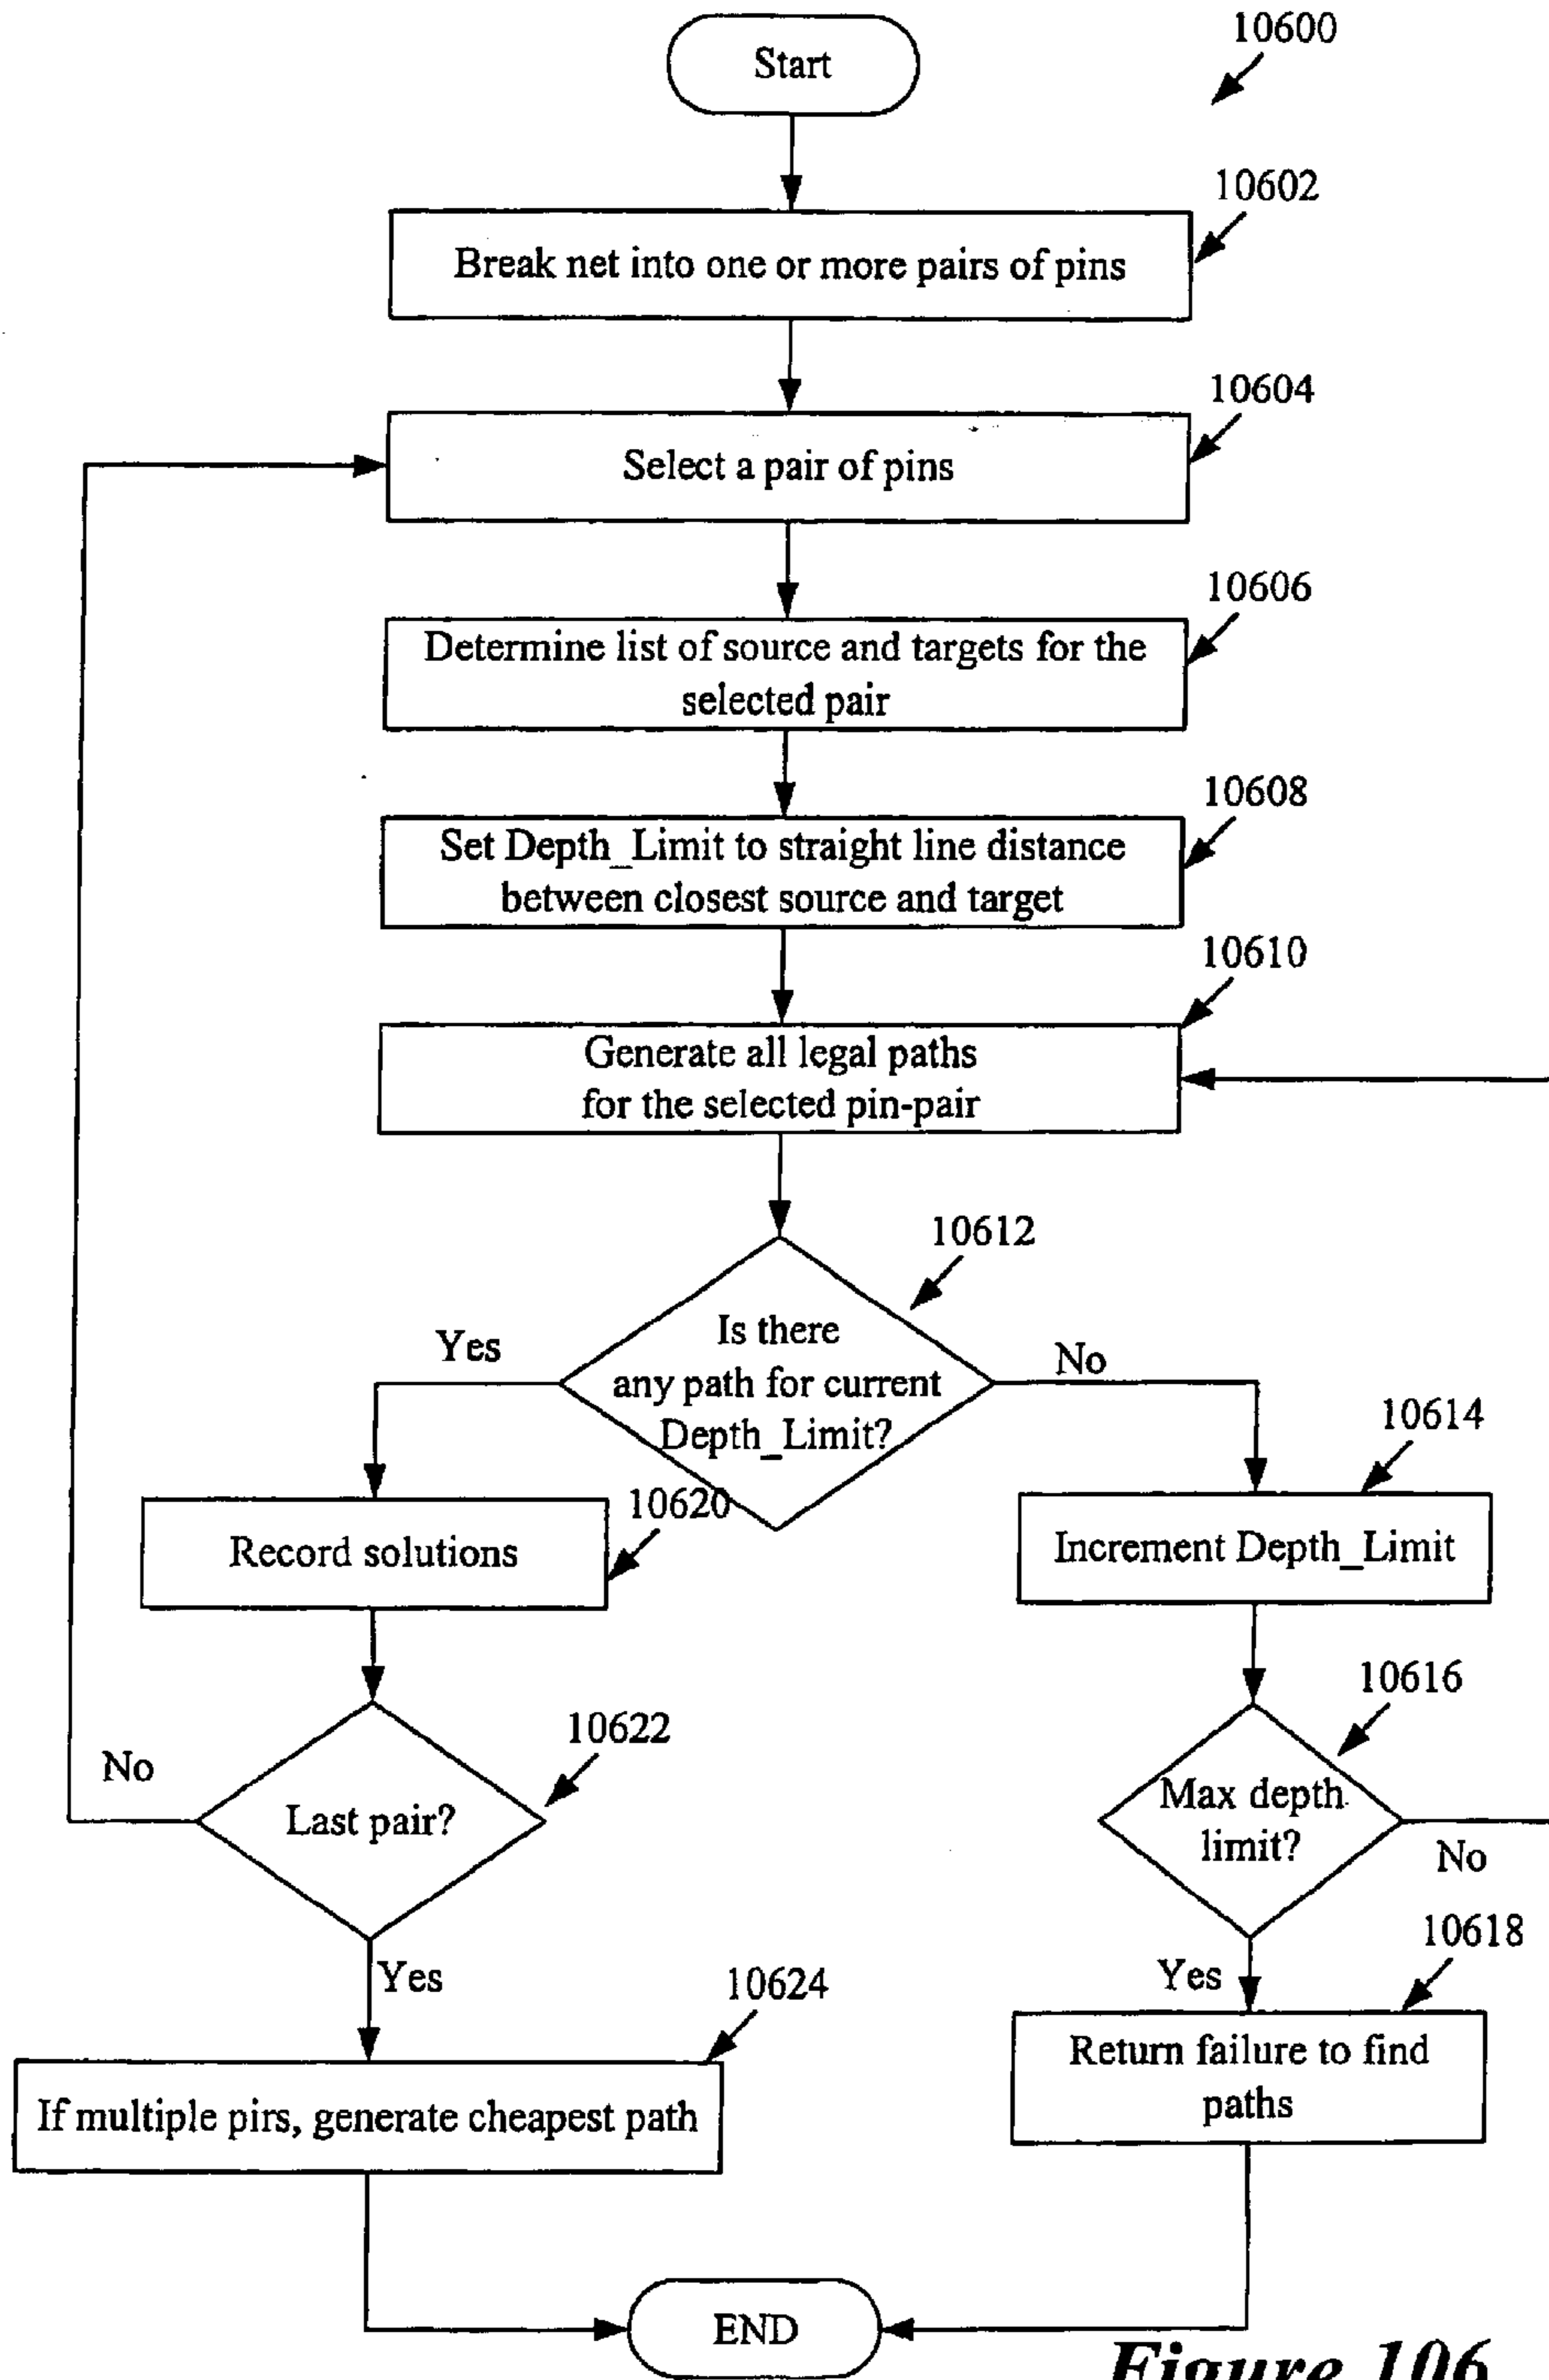 Start
10600
10602
Break net into one or more pairs of pins
10604
Select a pair of pins
10606
Determine list of source and targets for the
selected pair
10608
Set Depth_Limit to straight line distance
between closest source and target
10610
Generate all legal paths
for the selected pin-pair
10612
Is there
any path for current
Depth_Limit?
Yes
No
10614
10620
Record solutions
Increment Depth_Limit
10616
10622
No
Last pair?
Max depth
limit?
No
10618
Yes
Yes
10624
Return failure to find
paths
If multiple pirs, generate cheapest path
END
Figure 106